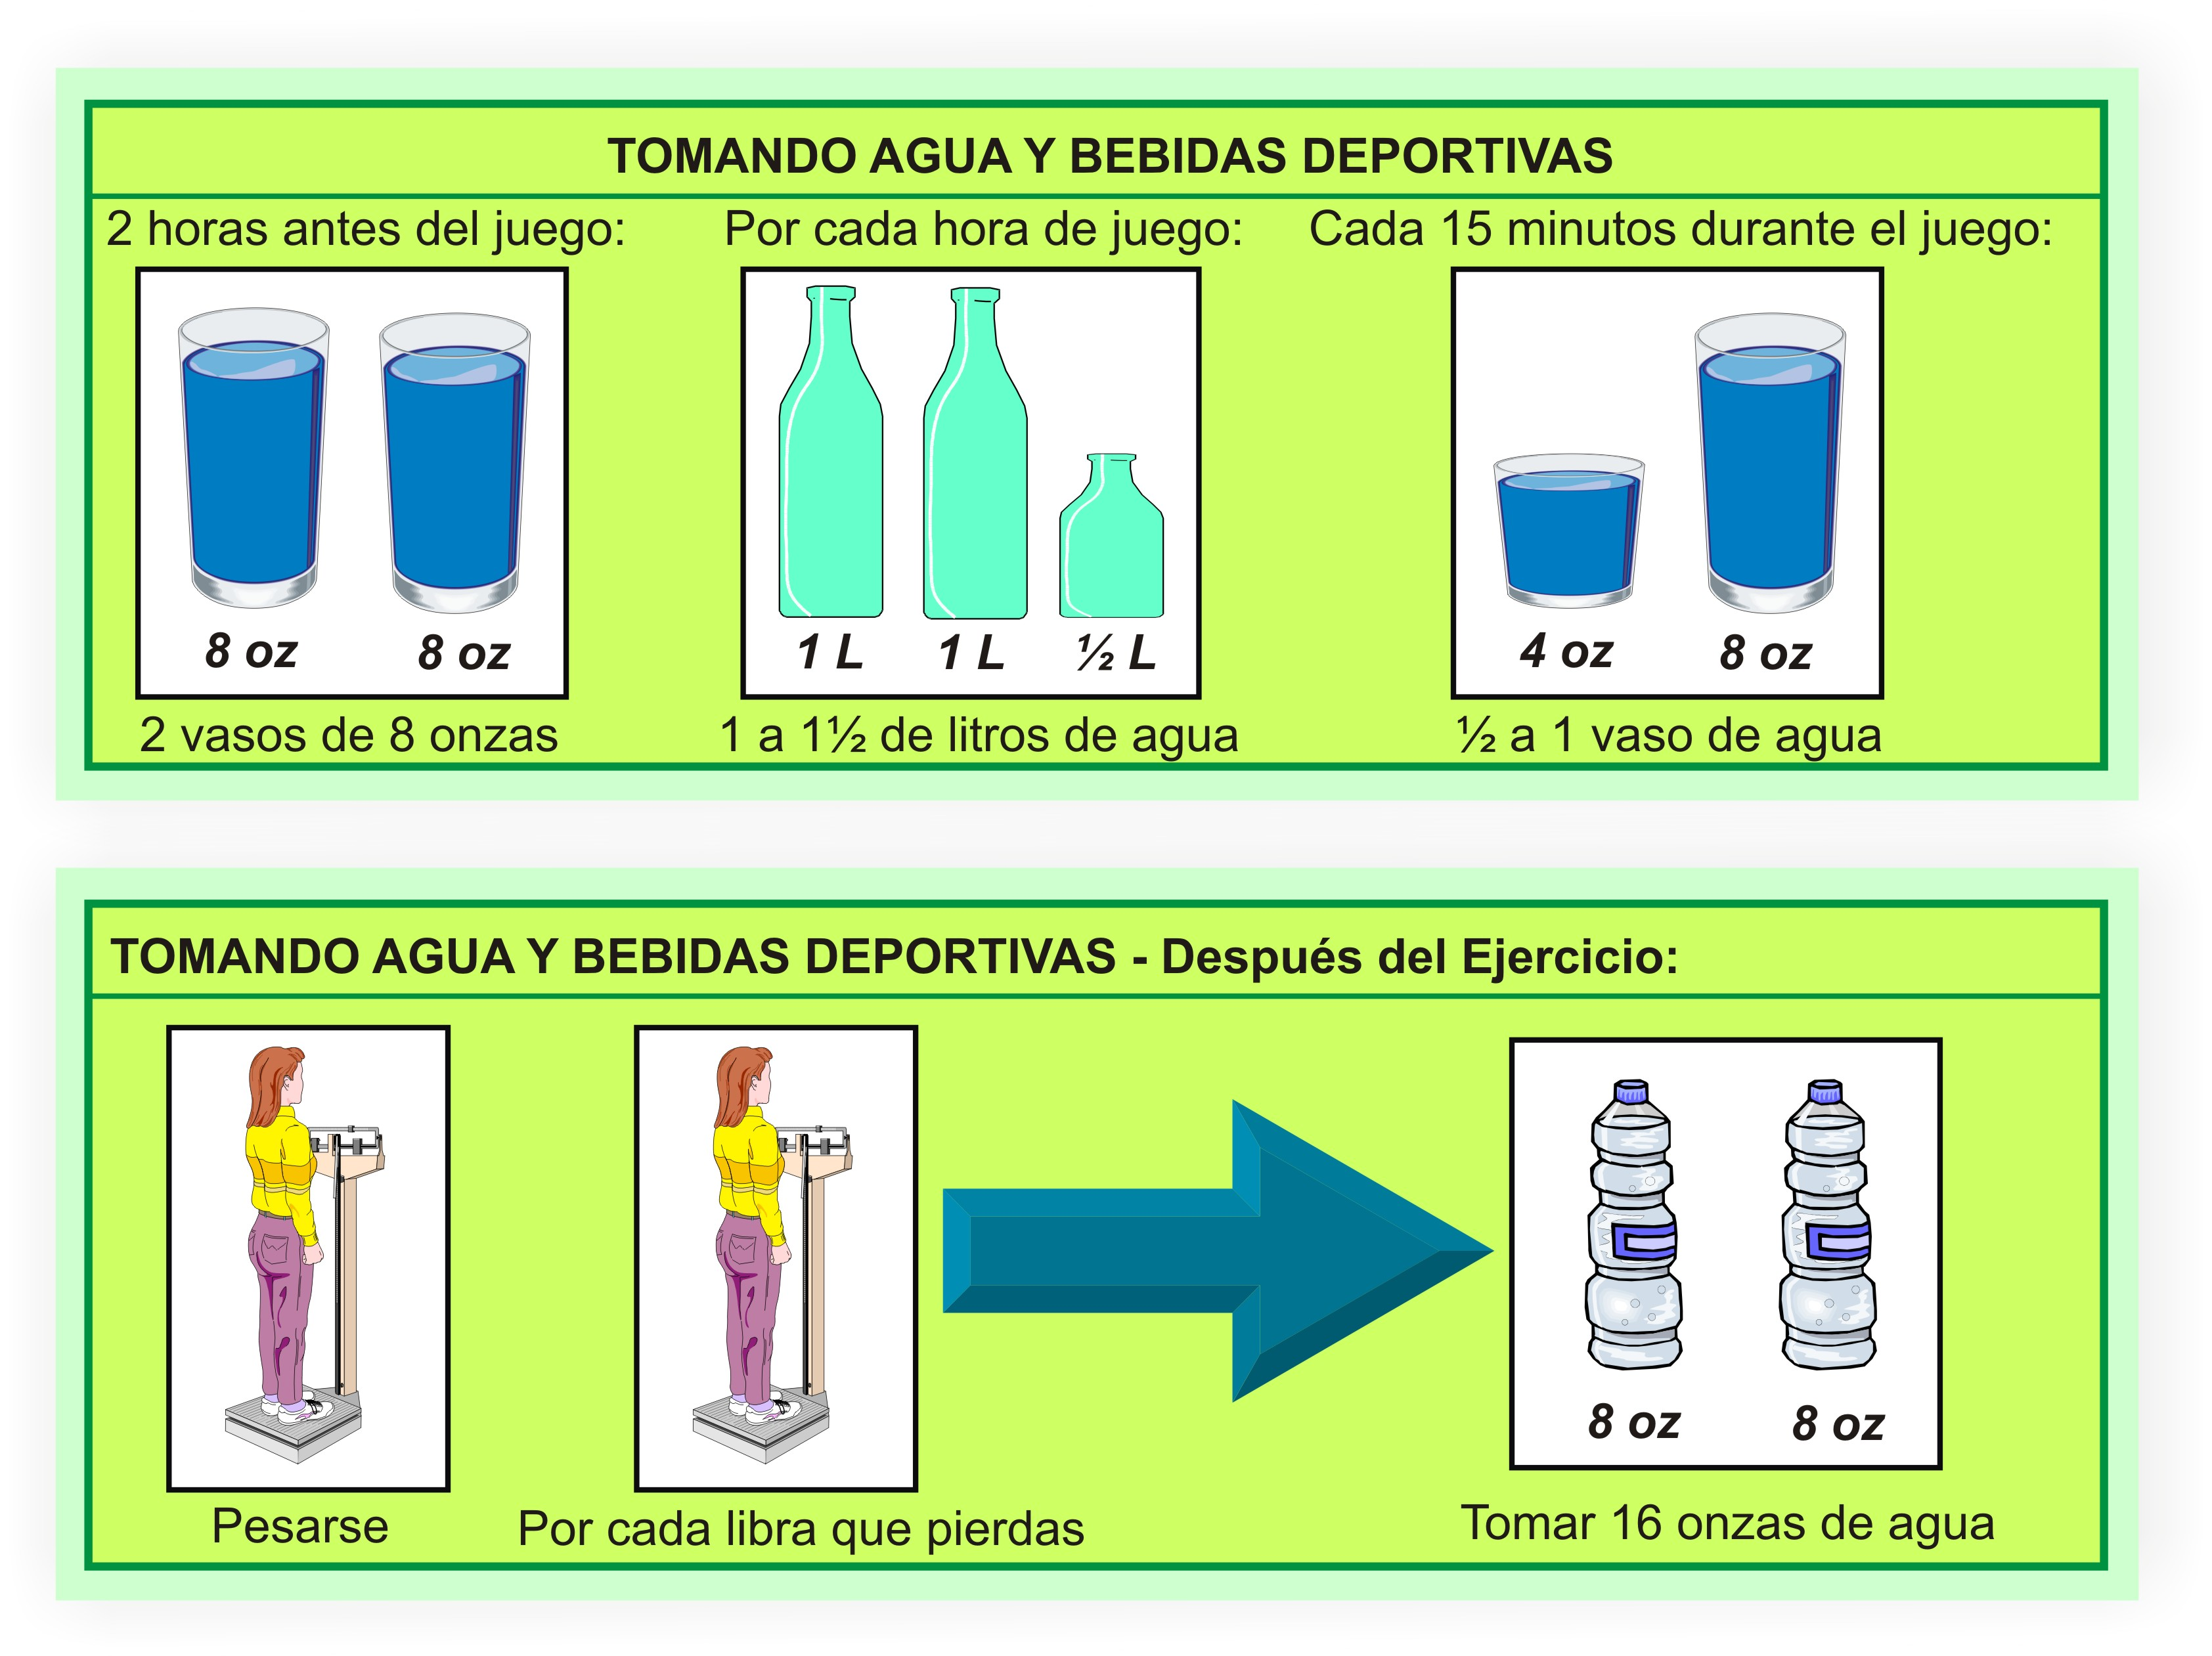 TOMANDO AGUA Y BEBIDAS DEPORTIVAS
2 horas antes del juego:
8 oz 8 oz
2 vasos de 8 onzas
Por cada hora de juego:
1 L 1 L ½ L
1 a 1½ de litros de agua
Cada 15 minutos durante el juego:
4 oz 8 oz
½ a 1 vaso de agua
TOMANDO AGUA Y BEBIDAS DEPORTIVAS - Después del Ejercicio:
Pesarse
Por cada libra que pierdas
8 oz 8 oz
Tomar 16 onzas de agua